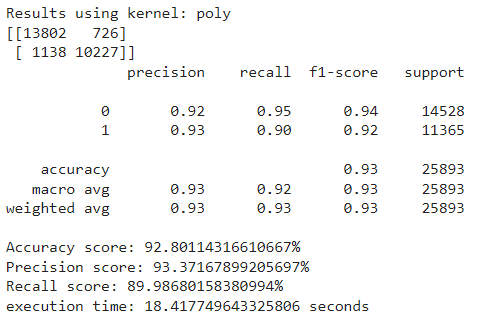 Results using kernel: poly
[[13802   726]
 [ 1138 10227]]
              precision    recall  f1-score   support

           0       0.92      0.95      0.94     14528
           1       0.93      0.90      0.92     11365

    accuracy                           0.93     25893
   macro avg       0.93      0.92      0.93     25893
weighted avg       0.93      0.93      0.93     25893

Accuracy score: 92.80114316610667%
Precision score: 93.37167899205697%
Recall score: 89.98680158380994%
execution time: 18.417749643325806 seconds